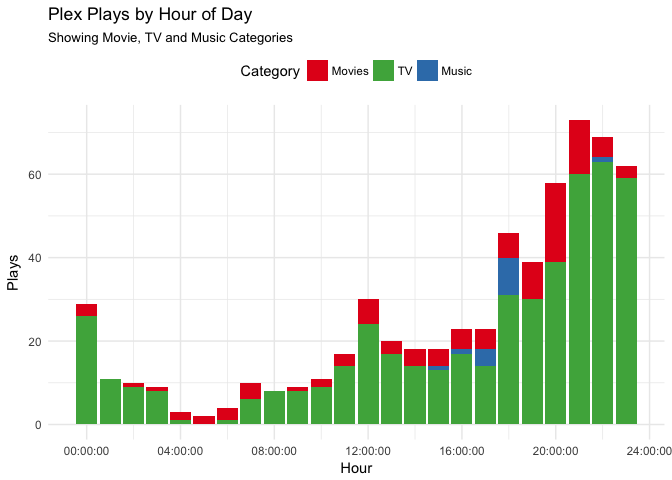 Plex Plays by Hour of Day
Showing Movie, TV and Music Categories
Category Movies TV Music
60
40
20
0
Plays
00:00:00 04:00:00 08:00:00 12:00:00 16:00:00 20:00:00 24:00:00
Hour